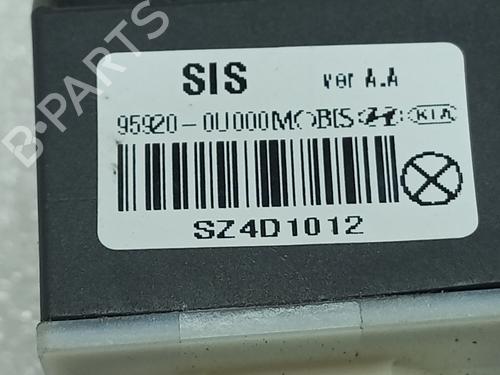 B-PARTS
SIS ver A.A
95920-0U000MOBIS KIA
SZ4D1012